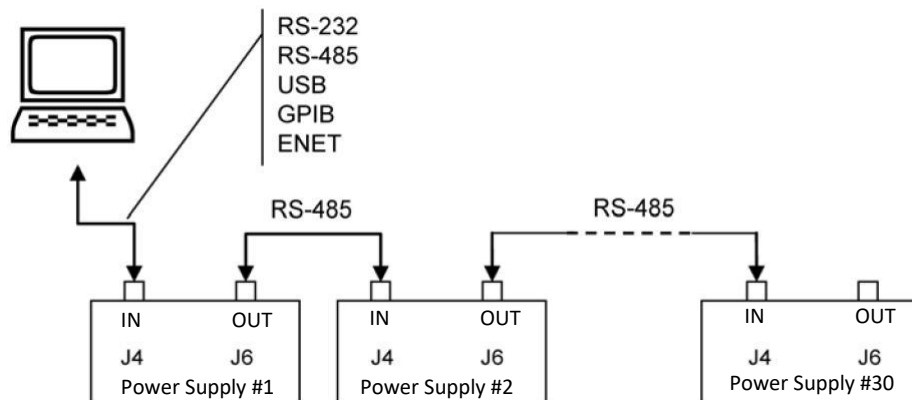 RS-232
RS-485
USB
GPIB
ENET
RS-485
RS-485
IN OUT
J4 J6
Power Supply #1
IN OUT
J4 J6
Power Supply #2
IN OUT
J4 J6
Power Supply #30